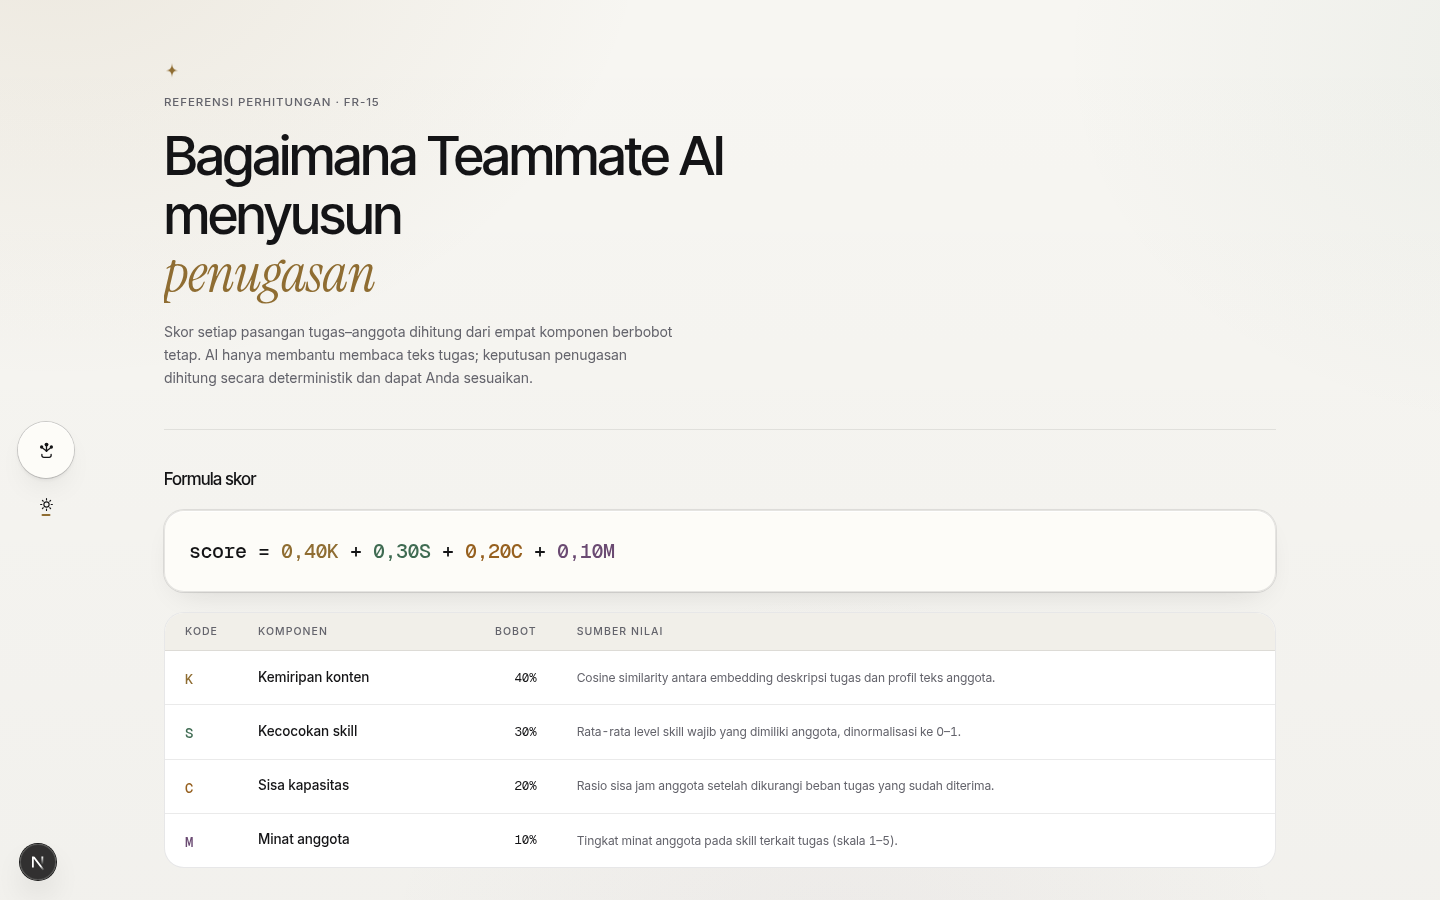 REFERENSI PERHITUNGAN · FR-15
Bagaimana Teammate AI
menyusun
penugasan
Skor setiap pasangan tugas–anggota dihitung dari empat komponen berbobot
tetap. AI hanya membantu membaca teks tugas; keputusan penugasan
dihitung secara deterministik dan dapat Anda sesuaikan.
Formula skor
score = 0,40K + 0,30S + 0,20C + 0,10M
KODE KOMPONEN BOBOT SUMBER NILAI
K Kemiripan konten 40% Cosine similarity antara embedding deskripsi tugas dan profil teks anggota.
S Kecocokan skill 30% Rata-rata level skill wajib yang dimiliki anggota, dinormalisasi ke 0–1.
C Sisa kapasitas 20% Rasio sisa jam anggota setelah dikurangi beban tugas yang sudah diterima.
M Minat anggota 10% Tingkat minat anggota pada skill terkait tugas (skala 1–5).
N